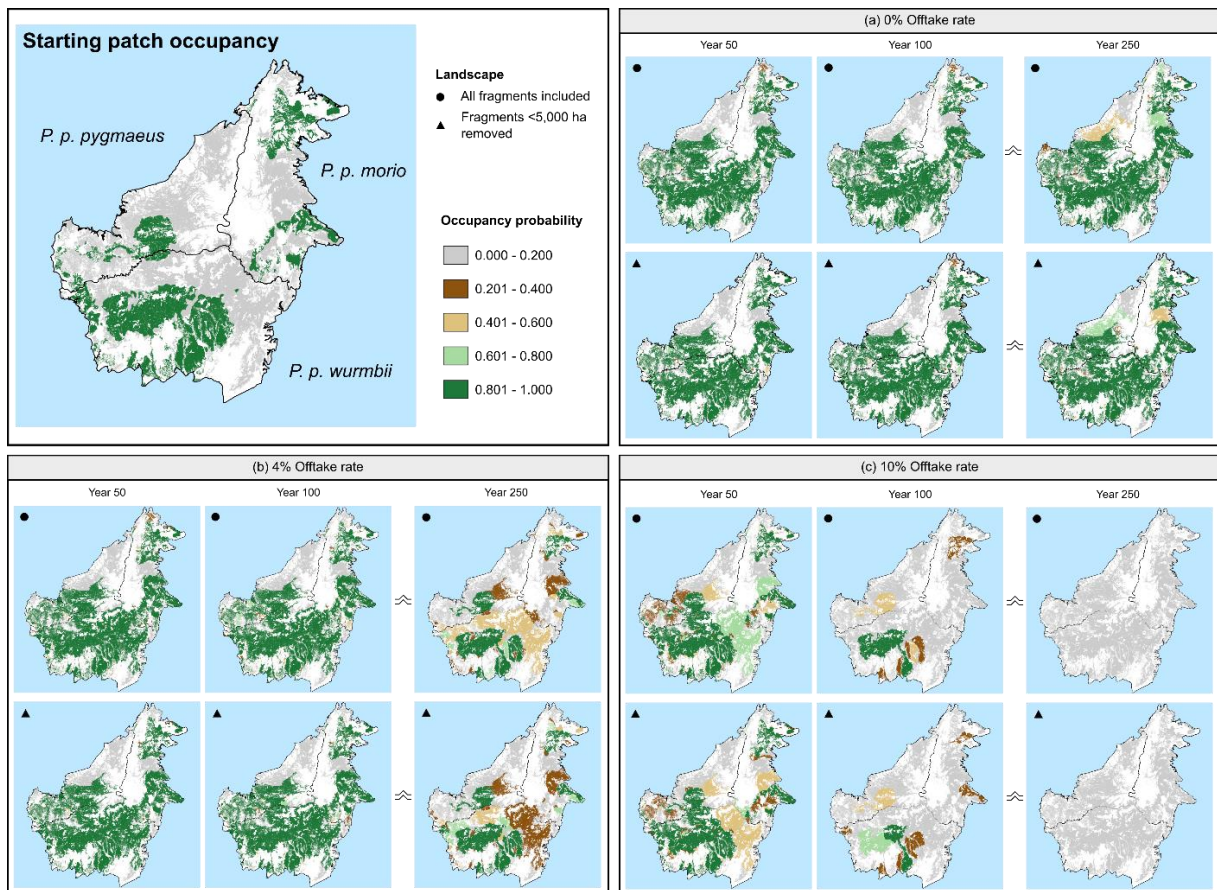 Starting patch occupancy
P. p. pygmaeus
P. p. morio
P. p. wurmbii
Landscape
All fragments included
Fragments <5,000 ha
removed
Occupancy probability
0.000 - 0.200
0.201 - 0.400
0.401 - 0.600
0.601 - 0.800
0.801 - 1.000
(a) 0% Offtake rate
Year 50 Year 100 Year 250
(b) 4% Offtake rate
Year 50 Year 100 Year 250
(c) 10% Offtake rate
Year 50 Year 100 Year 250